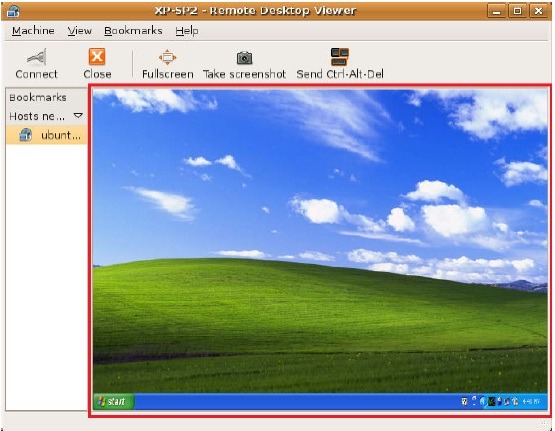 XP-SP2 - Remote Desktop Viewer
Machine View Bookmarks Help
Connect Close Fullscreen Take screenshot Send Ctrl-Alt-Del
Bookmarks
Hosts ne...
ubunt...
start